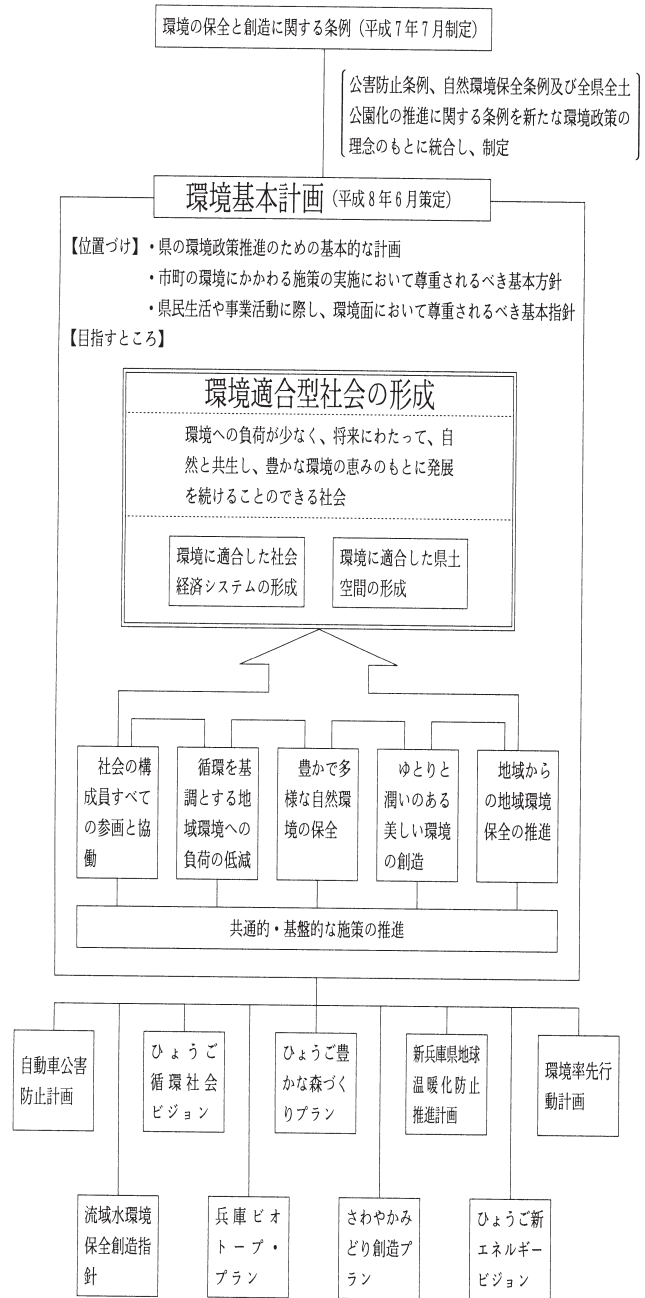 環境の保全と創造に関する条例（平成７年７月制定）
公害防止条例、自然環境保全条例及び全県全土
公園化の推進に関する条例を新たな環境政策の
理念のもとに統合し、制定
環境基本計画（平成８年６月策定）
【位置づけ】・県の環境政策推進のための基本的な計画
・市町の環境にかかわる施策の実施において尊重されるべき基本方針
・県民生活や事業活動に際し、環境面において尊重されるべき基本指針
【目指すところ】
環境適合型社会の形成
環境への負荷が少なく、将来にわたって、自
然と共生し、豊かな環境の恵みのもとに発展
を続けることのできる社会
環境に適合した社会
経済システムの形成
環境に適合した県土
空間の形成
社会の構
成員すべて
の参画と協
働
循環を基
調とする地
域環境への
負荷の低減
豊かで多
様な自然環
境の保全
ゆとりと
潤いのある
美しい環境
の創造
地域から
の地域環境
保全の推進
共通的・基盤的な施策の推進
自動車公害
防止計画
ひょうご
循環社会
ビジョン
ひょうご豊
かな森づく
りプラン
新兵庫県地球
温暖化防止
推進計画
環境率先行
動計画
流域水環境
保全創造指
針
兵庫ビオ
トープ・
プラン
さわやかみ
どり創造プ
ラン
ひょうご新
エネルギー
ビジョン